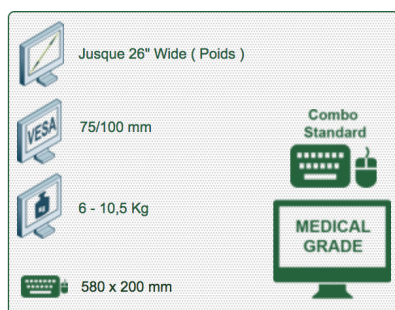 Jusque 26" Wide ( Poids )
VESA
75/100 mm
Combo
Standard
KG
6 - 10,5 Kg
MEDICAL
GRADE
580 x 200 mm